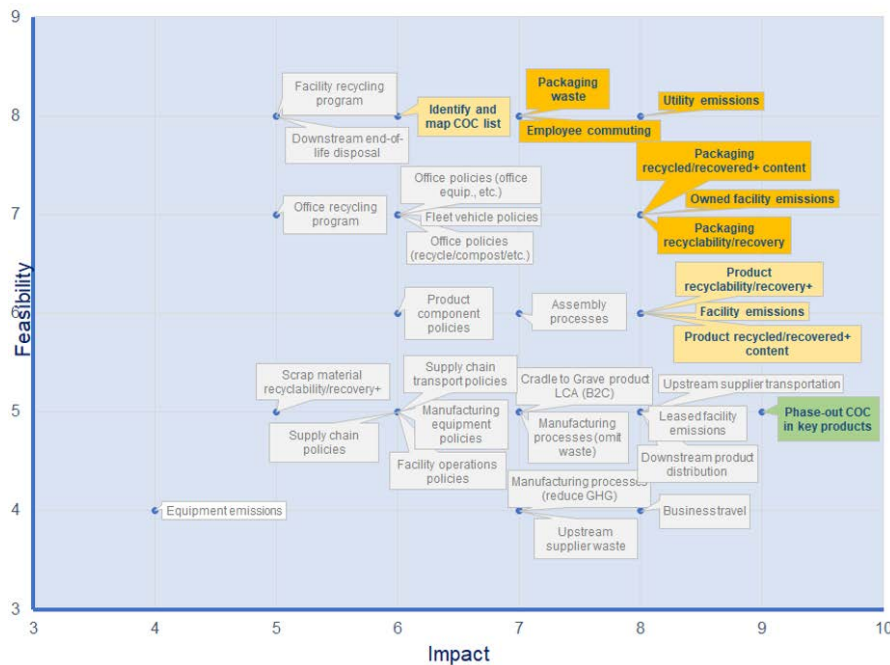 9
Facility recycling
program
Identify and
map COC list
Packaging
waste
Utility emissions
8
Downstream end-of-
life disposal
Employee commuting
Packaging
recycled/recovered+ content
Office policies (office
equip., etc.)
Office recycling
program
Fleet vehicle policies
Owned facility emissions
7
Office policies
(recycle/compost/etc.)
Packaging
recyclability/recovery
Feasibility
Product
recyclability/recovery+
Product
component
policies
Assembly
processes
Facility emissions
6
Product recycled/recovered+
content
Scrap material
recyclability/recovery+
Supply chain
transport policies
Cradle to Grave product
LCA (B2C)
Upstream supplier transportation
5
Supply chain
policies
Manufacturing
equipment
policies
Manufacturing
processes (omit
waste)
Leased facility
emissions
Phase-out COC
in key products
Facility operations
policies
Downstream product
distribution
Manufacturing processes
(reduce GHG)
4
Equipment emissions
Upstream
supplier waste
Business travel
3
3 4 5 6 7 8 9 10
Impact